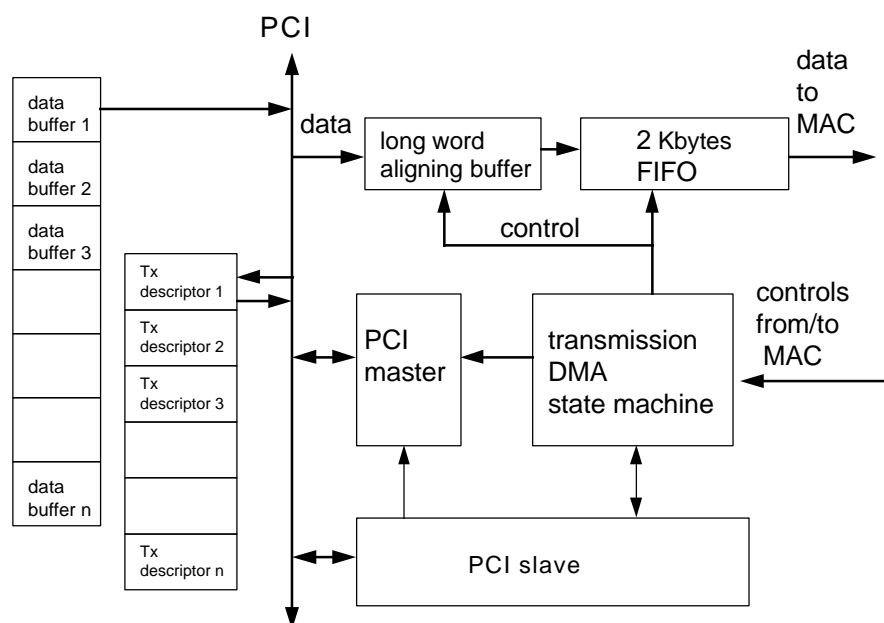 PCI
data
buffer 1
data
buffer 2
data
buffer 3
data
buffer n
Tx
descriptor 1
Tx
descriptor 2
Tx
descriptor 3
Tx
descriptor n
data
long word
aligning buffer
2 Kbytes
FIFO
data
to
MAC
control
PCI
master
transmission
DMA
state machine
controls
from/to
MAC
PCI slave